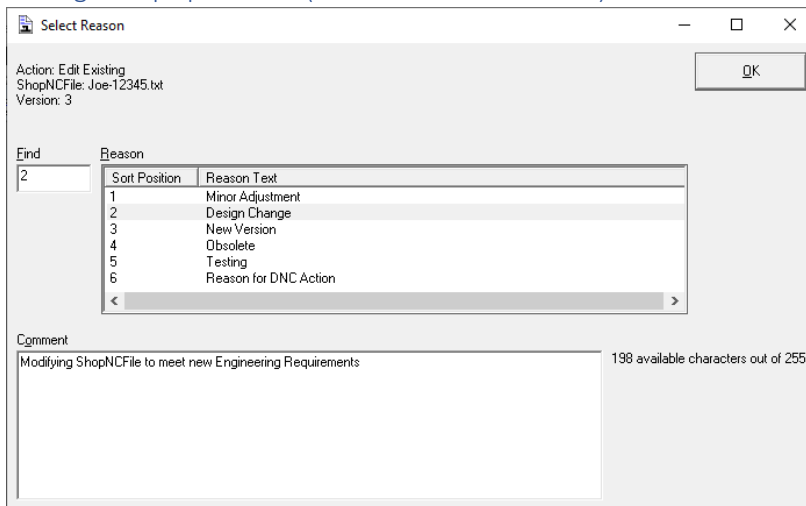 Select Reason
Action: Edit Existing
OK
ShopNCFile: Joe-12345.txt
Version: 3
Find
Reason
2
Sort Position Reason Text
1 Minor Adjustment
2 Design Change
3 New Version
4 Obsolete
5 Testing
6 Reason for DNC Action
Comment
Modifying ShopNCFile to meet new Engineering Requirements
198 available characters out of 255